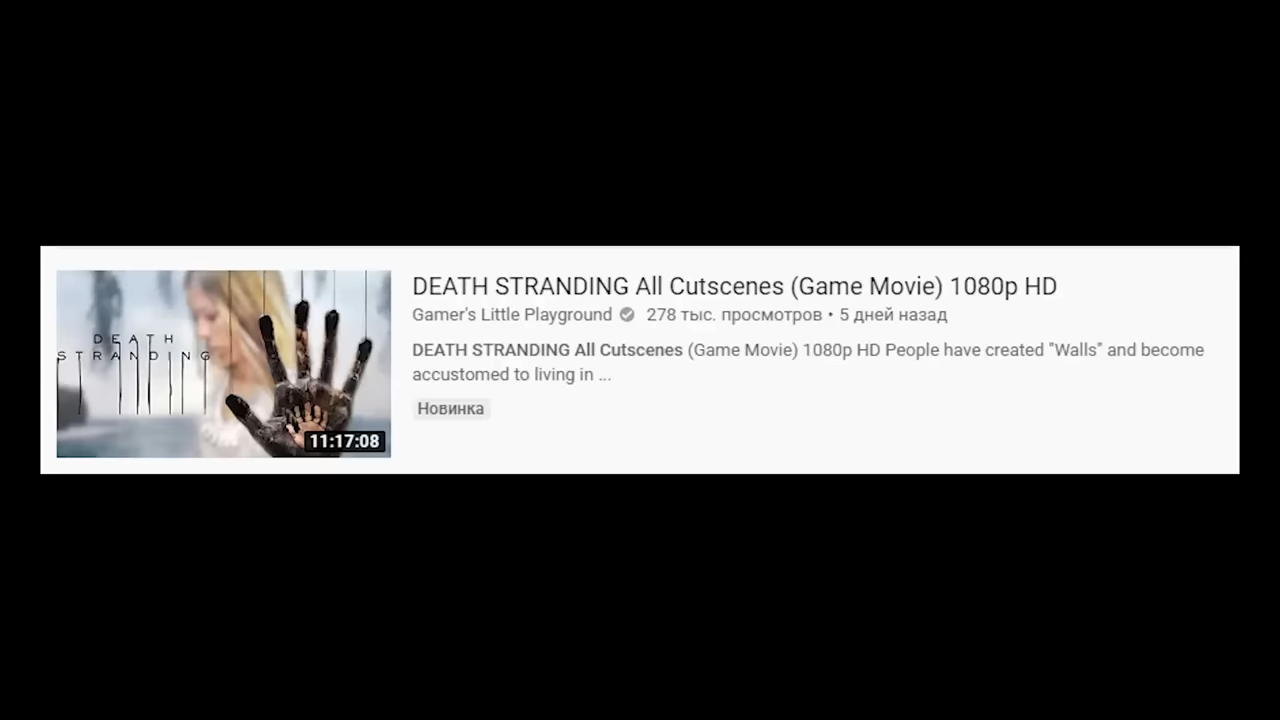 DEATH
STRANDING
11:17:08
DEATH STRANDING All Cutscenes (Game Movie) 1080p HD
Gamer's Little Playground 278 тыс. просмотров • 5 дней назад
DEATH STRANDING All Cutscenes (Game Movie) 1080p HD People have created "Walls" and become
accustomed to living in ...
Новинка